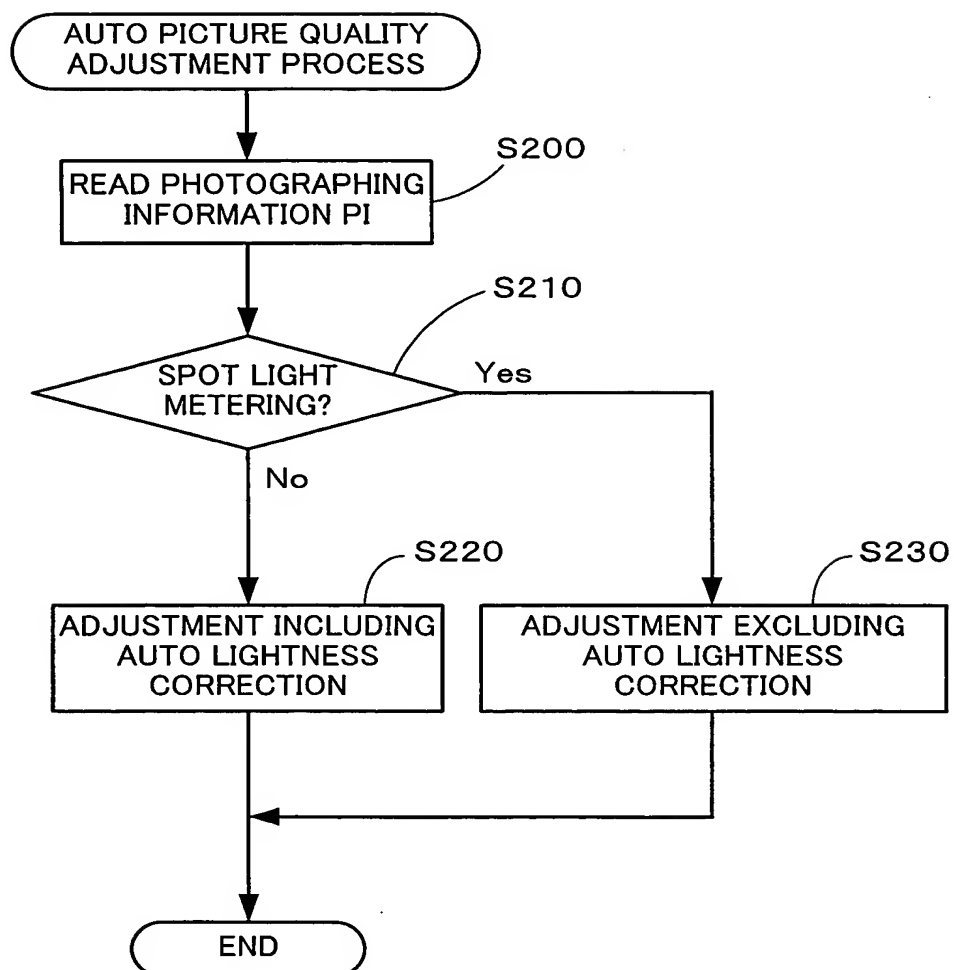 AUTO PICTURE QUALITY
ADJUSTMENT PROCESS
S200
READ PHOTOGRAPHING
INFORMATION PI
S210
SPOT LIGHT
METERING?
Yes
No
S220
S230
ADJUSTMENT INCLUDING
AUTO LIGHTNESS
CORRECTION
ADJUSTMENT EXCLUDING
AUTO LIGHTNESS
CORRECTION
END